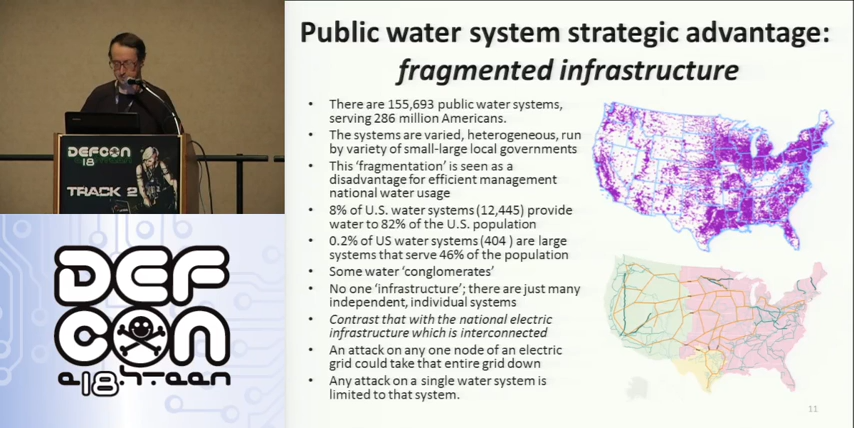 Public water system strategic advantage:
fragmented infrastructure
• There are 155,693 public water systems,
serving 286 million Americans.
• The systems are varied, heterogeneous, run
by variety of small-large local governments
• This ‘fragmentation’ is seen as a
disadvantage for efficient management
national water usage
• 8% of U.S. water systems (12,445) provide
water to 82% of the U.S. population
• 0.2% of US water systems (404 ) are large
systems that serve 46% of the population
• Some water ‘conglomerates’
• No one ‘infrastructure’; there are just many
independent, individual systems
• Contrast that with the national electric
infrastructure which is interconnected
• An attack on any one node of an electric
grid could take that entire grid down
• Any attack on a single water system is
limited to that system.
11
DEFCON
18
TRACK 2
DEF
CON
e18hteen